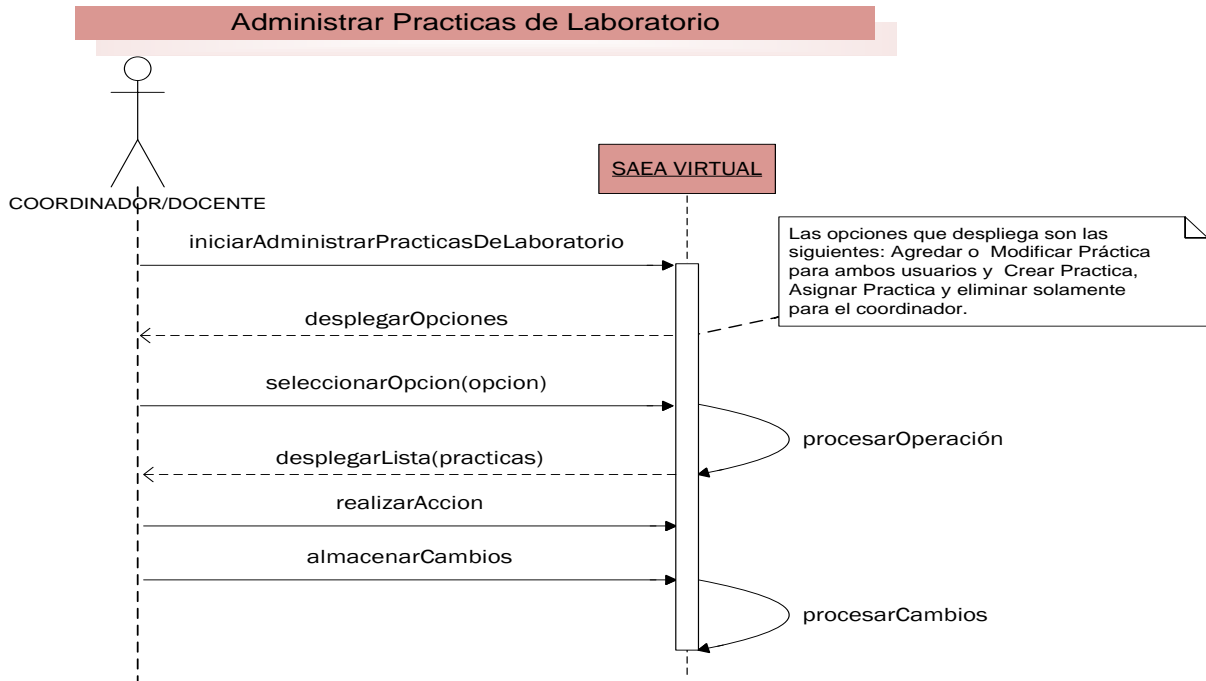 Administrar Practicas de Laboratorio
SAEA VIRTUAL
COORDINADOR/DOCENTE
Las opciones que despliega son las
siguientes: Agredar o Modificar Práctica
para ambos usuarios y Crear Practica,
Asignar Practica y eliminar solamente
para el coordinador.
iniciarAdministrarPracticasDeLaboratorio
desplegarOpciones
seleccionarOpcion(opcion)
procesarOperación
desplegarLista(practicas)
realizarAccion
almacenarCambios
procesarCambios